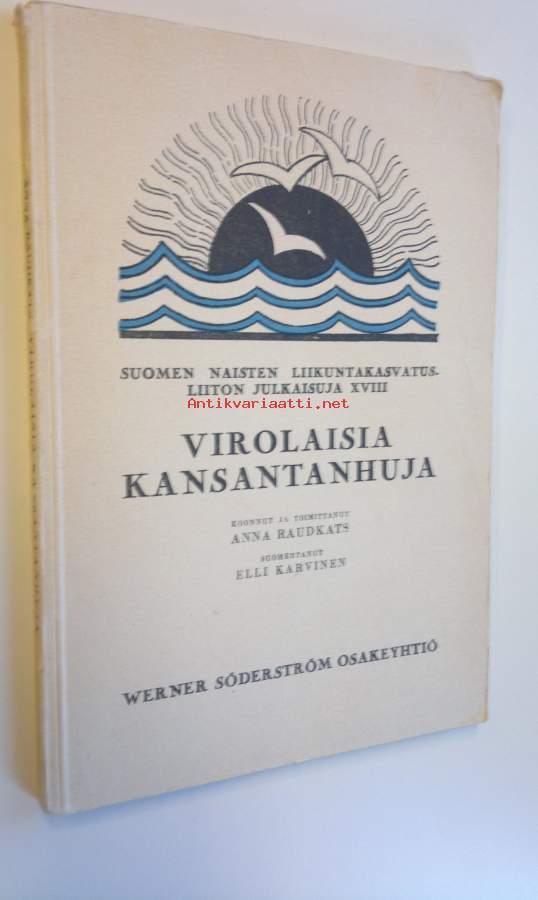 SUOMEN NAISTEN LIIKUNTAKASVATUS-
LIITON JULKAISUJA XVIII
Antikvariaatti.net
VIROLAISIA
KANSANTANHUJA
KOONNUT JA TOIMITTANUT
ANNA RAUDKATS
SUOMENTANUT
ELLI KARVINEN
WERNER SÖDERSTRÖM OSAKEYHTIÖ